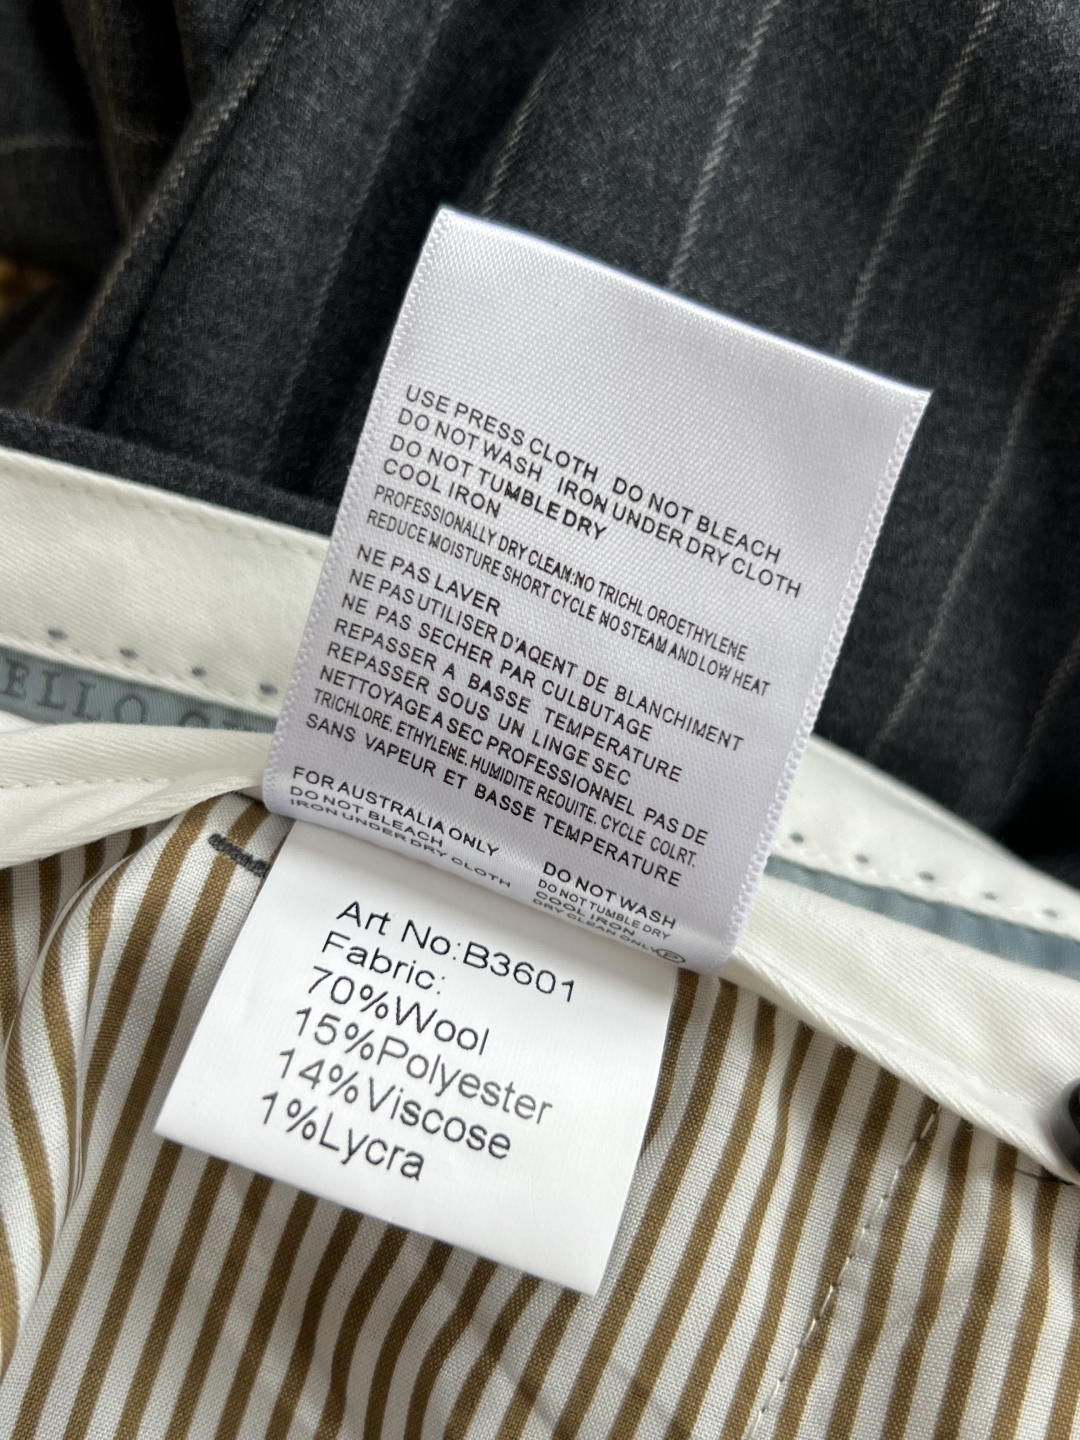 USE PRESS CLOTH DO NOT BLEACH
DO NOT WASH IRON UNDER DRY CLOTH
DO NOT TUMBLE DRY
COOL IRON
PROFESSIONALLY DRY CLEAM:NO TRICHL OROETHYLENE
REDUCE MOISTURE SHORT CYCLE NO STEAM AND LOW HEAT
NE PAS LAVER
NE PAS UTILISER D'AQENT DE BLANCHIMENT
NE PAS SECHER PAR CULBUTAGE
REPASSER A BASSE TEMPERATURE
REPASSER SOUS UN LINGE SEC
NETTOYAGE A SEC PROFESSIONNEL PAS DE
TRICHLORE, ETHYLENE, HUMIDITE REOUITE, CYCLE COLRT.
SANS VAPEUR ET BASSE TEMPERATURE
FOR AUSTRALIA ONLY
DO NOT WASH
DO NOT BLEACH
DO NOT TUMBLE DRY
IRON UNDER DRY CLOTH
COOL IRON
DRY CLEAN ONLY Ⓟ
Art No:B3601
Fabric:
70%Wool
15%Polyester
14%Viscose
1%Lycra